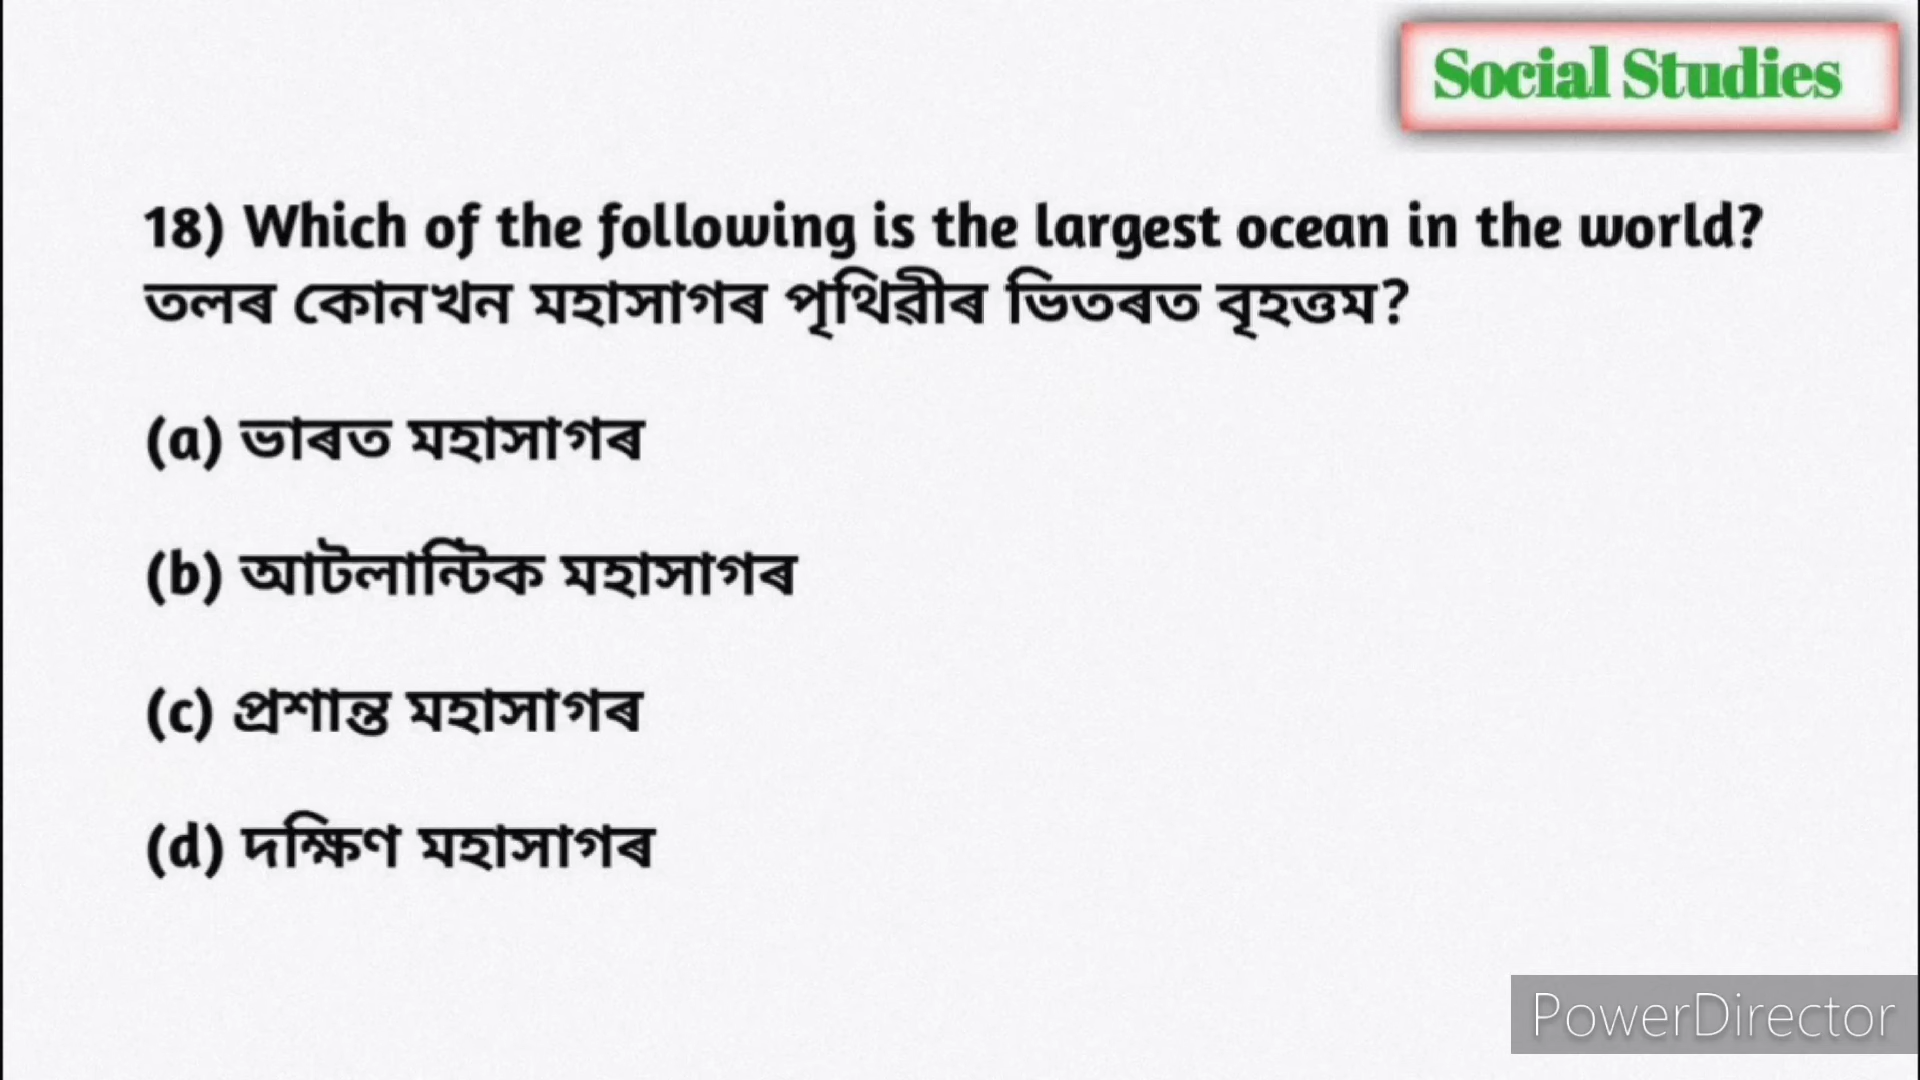 Social Studies
18) Which of the following is the largest ocean in the world?
তলৰ কোনখন মহাসাগৰ পৃথিৱীৰ ভিতৰত বৃহত্তম?
(a) ভাৰত মহাসাগৰ
(b) আটলান্টিক মহাসাগৰ
(c) প্ৰশান্ত মহাসাগৰ
(d) দক্ষিণ মহাসাগৰ
PowerDirector